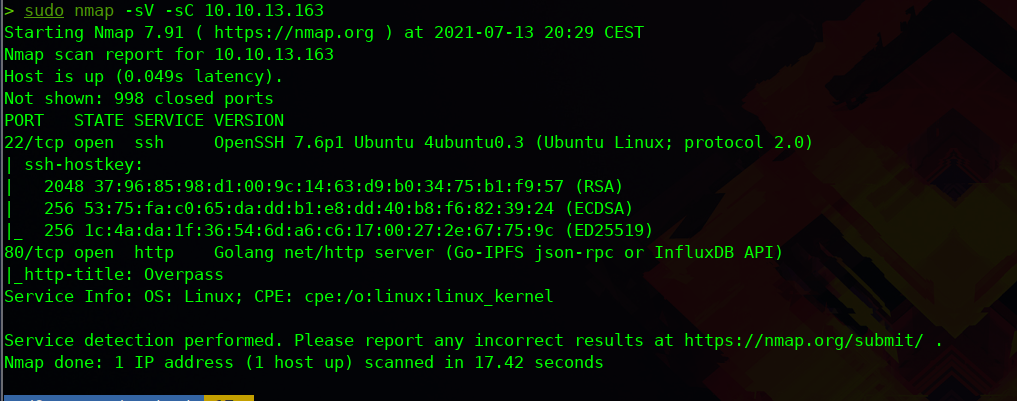 > sudo nmap -sV -sC 10.10.13.163
Starting Nmap 7.91 ( https://nmap.org ) at 2021-07-13 20:29 CEST
Nmap scan report for 10.10.13.163
Host is up (0.049s latency).
Not shown: 998 closed ports
PORT   STATE SERVICE VERSION
22/tcp open  ssh     OpenSSH 7.6p1 Ubuntu 4ubuntu0.3 (Ubuntu Linux; protocol 2.0)
| ssh-hostkey:
|   2048 37:96:85:98:d1:00:9c:14:63:d9:b0:34:75:b1:f9:57 (RSA)
|   256 53:75:fa:c0:65:da:dd:b1:e8:dd:40:b8:f6:82:39:24 (ECDSA)
|_  256 1c:4a:da:1f:36:54:6d:a6:c6:17:00:27:2e:67:75:9c (ED25519)
80/tcp open  http    Golang net/http server (Go-IPFS json-rpc or InfluxDB API)
|_http-title: Overpass
Service Info: OS: Linux; CPE: cpe:/o:linux:linux_kernel
Service detection performed. Please report any incorrect results at https://nmap.org/submit/ .
Nmap done: 1 IP address (1 host up) scanned in 17.42 seconds